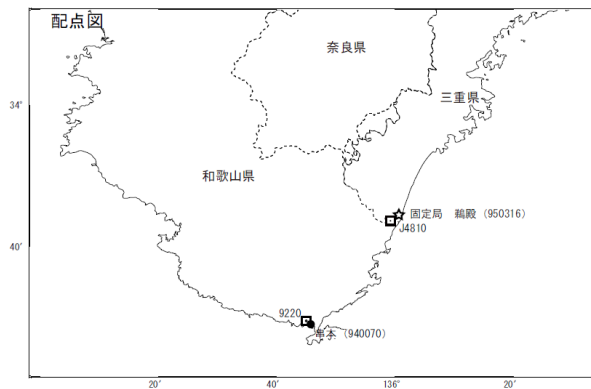 配点図
奈良県
34′
三重県
和歌山県
固定局 鵜殿（950316）
J4810
40′
9220
串本（940070）
20′ 40′ 136′ 20′